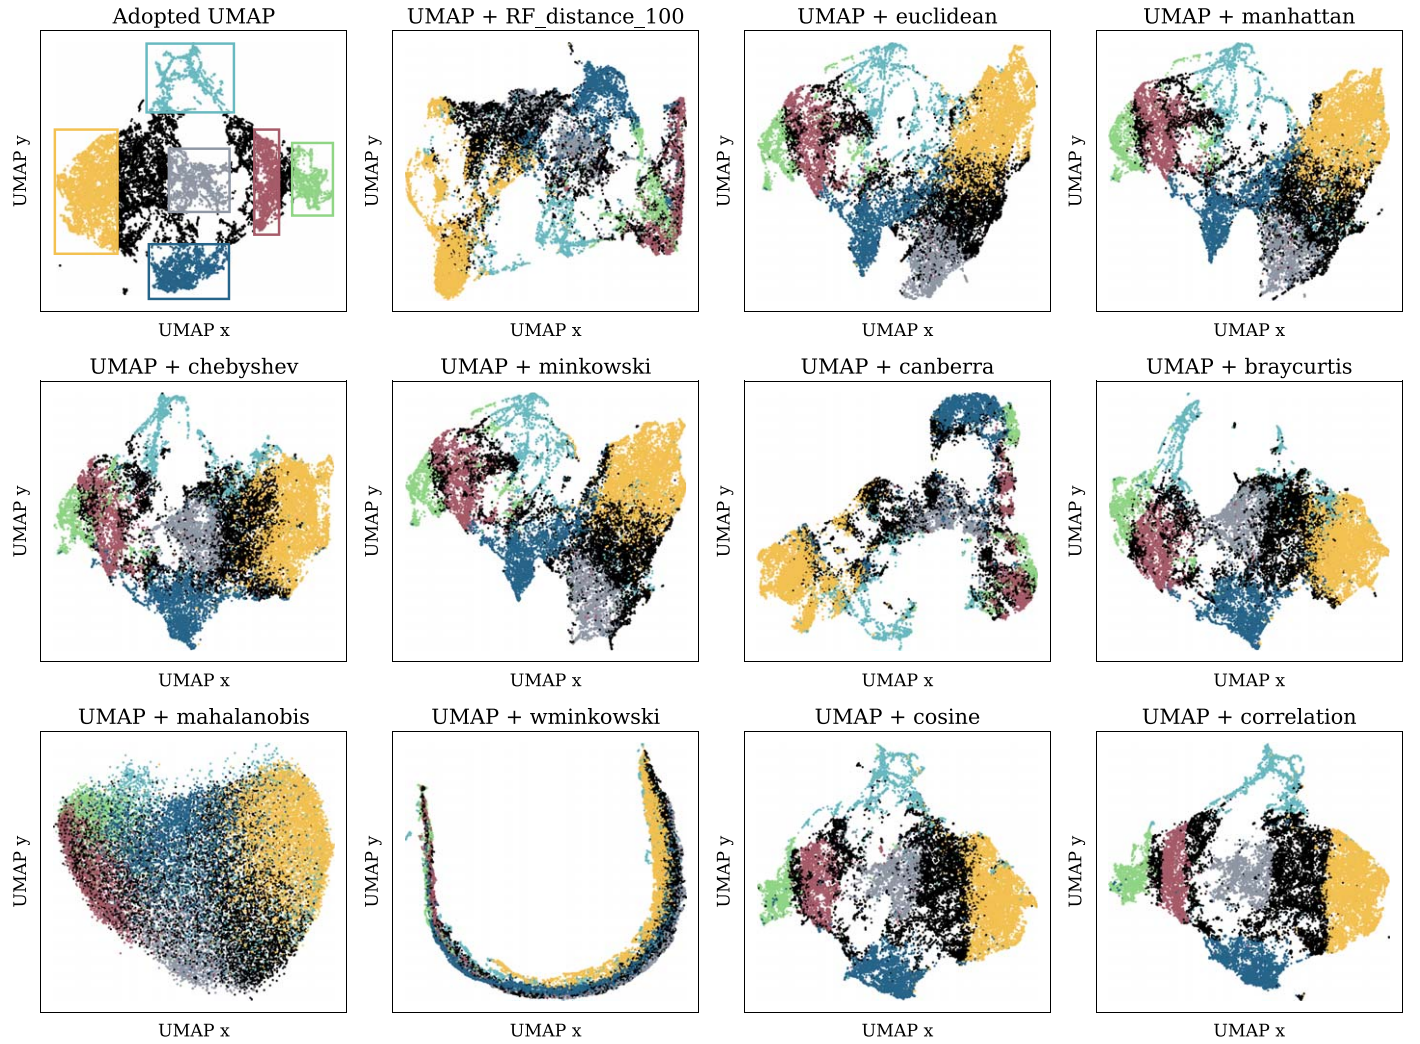 Adopted UMAP
UMAP + RF_distance_100
UMAP + euclidean
UMAP + manhattan
UMAP y
UMAP y
UMAP y
UMAP y
UMAP x
UMAP x
UMAP x
UMAP x
UMAP + chebyshev
UMAP + minkowski
UMAP + canberra
UMAP + braycurtis
UMAP y
UMAP y
UMAP y
UMAP y
UMAP x
UMAP x
UMAP x
UMAP x
UMAP + mahalanobis
UMAP + wminkowski
UMAP + cosine
UMAP + correlation
UMAP y
UMAP y
UMAP y
UMAP y
UMAP x
UMAP x
UMAP x
UMAP x